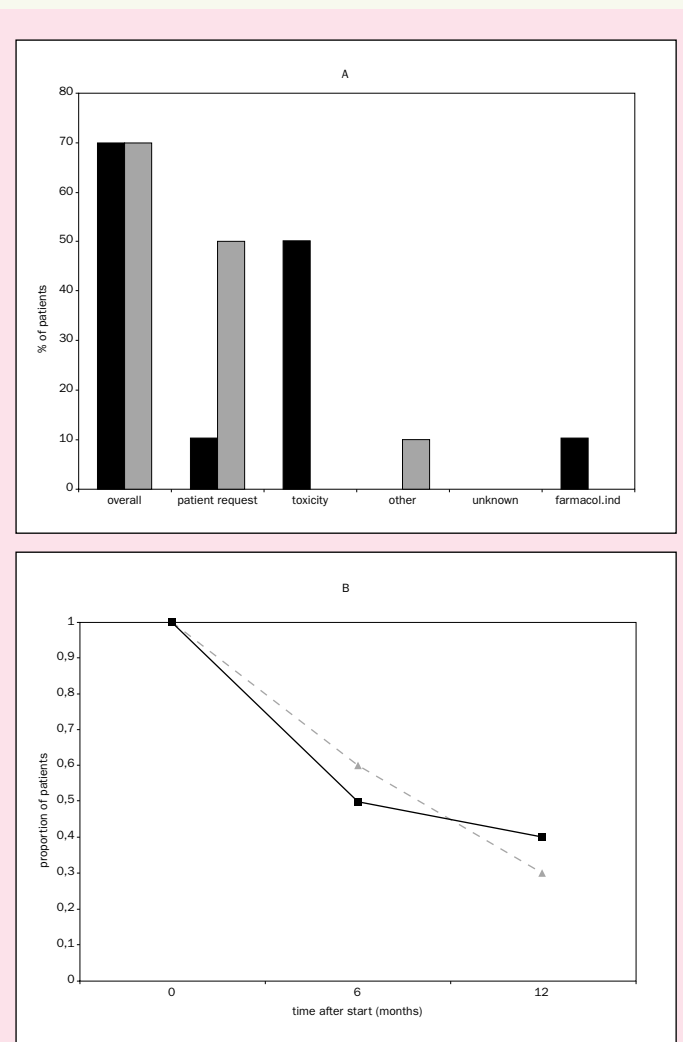 A
80
70
60
50
40
30
20
10
0
% of patients
overall patient request toxicity other unknown farmacol.ind
B
1
0,9
0,8
0,7
0,6
0,5
0,4
0,3
0,2
0,1
0
proportion of patients
0 6 12
time after start (months)